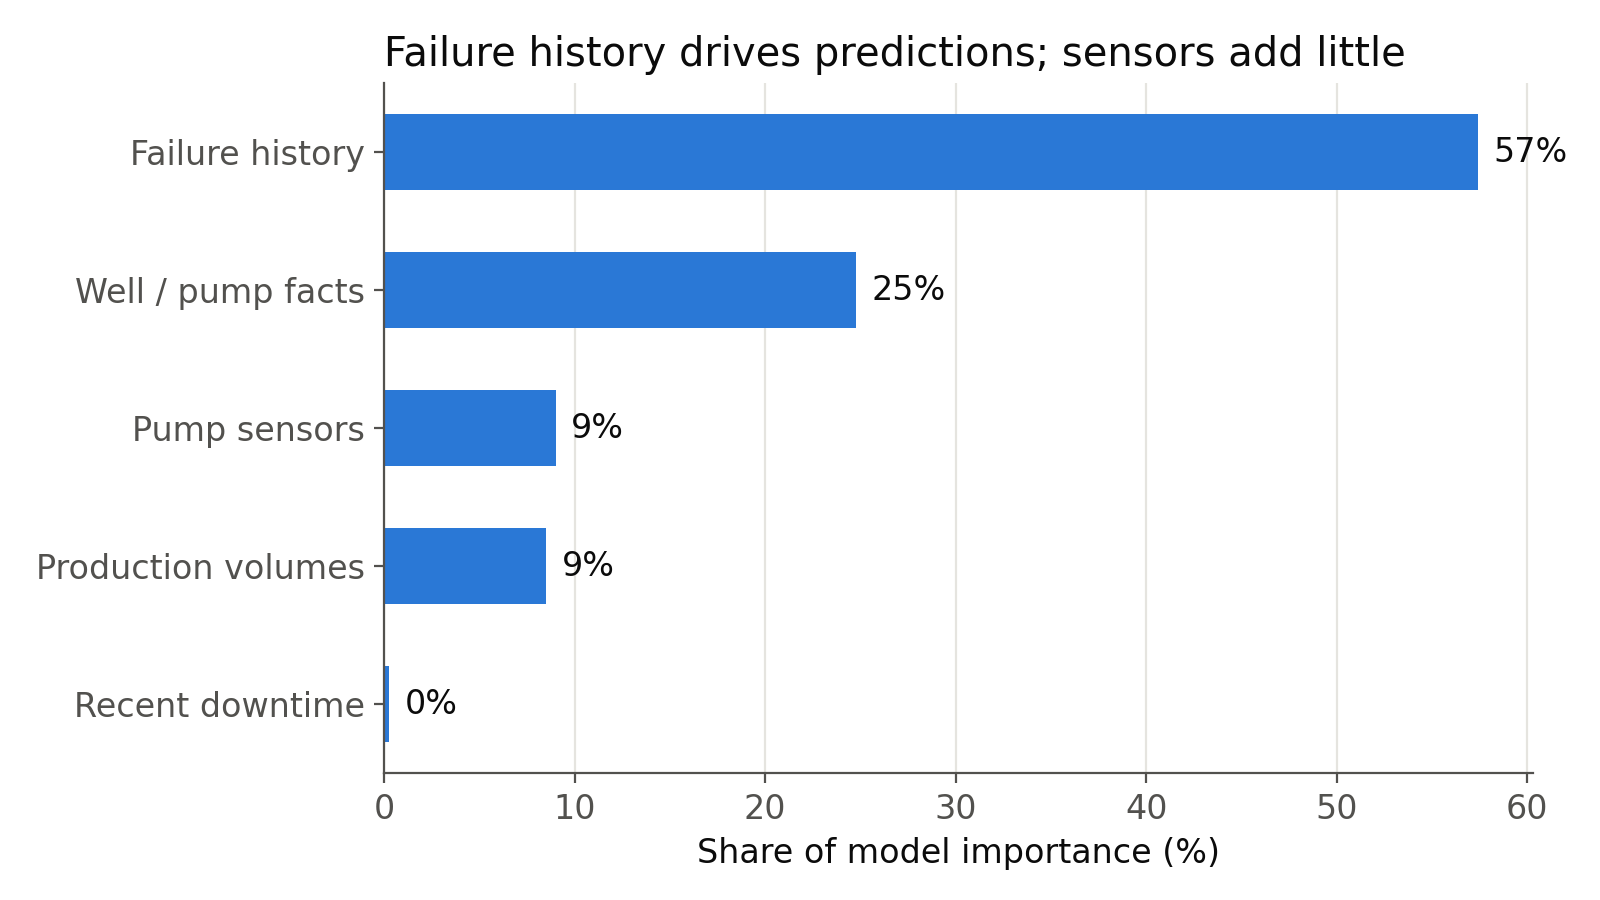 Failure history drives predictions; sensors add little
Failure history
57%
Well / pump facts
25%
Pump sensors
9%
Production volumes
9%
Recent downtime
0%
0 10 20 30 40 50 60
Share of model importance (%)